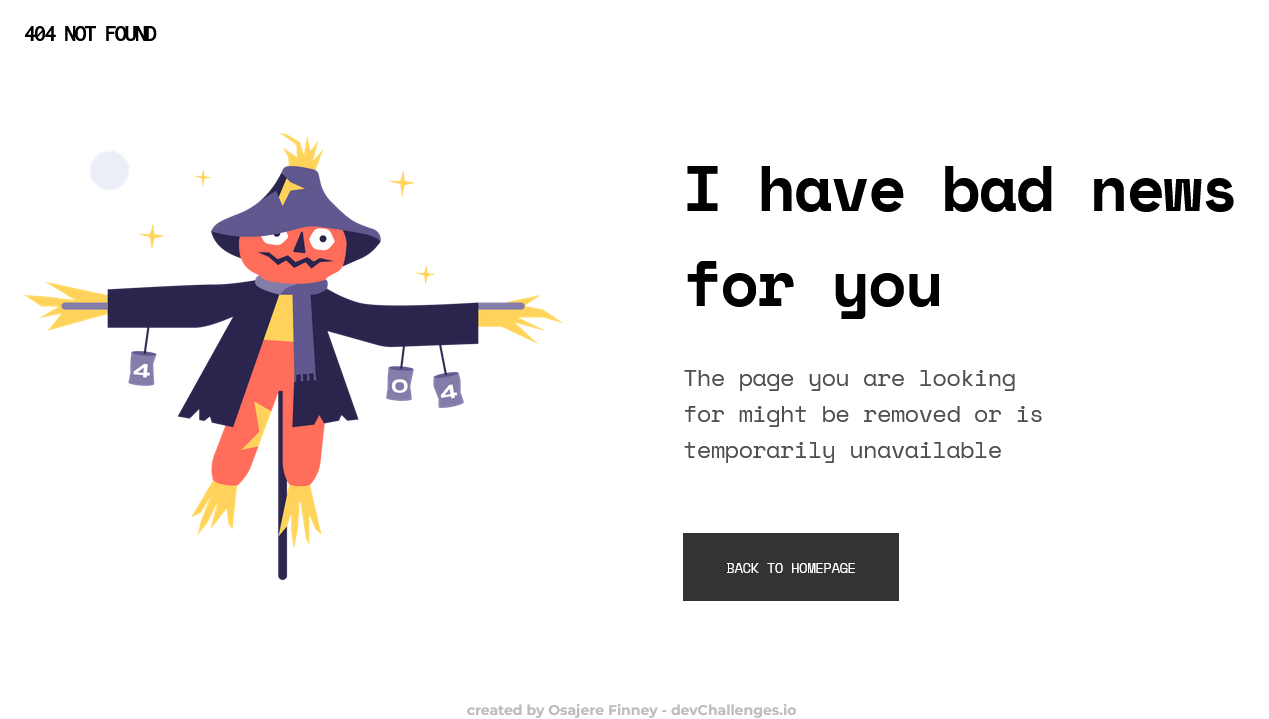 404 NOT FOUND
I have bad news
for you
The page you are looking
for might be removed or is
temporarily unavailable
4
0
4
BACK TO HOMEPAGE
created by Osajere Finney - devChallenges.io